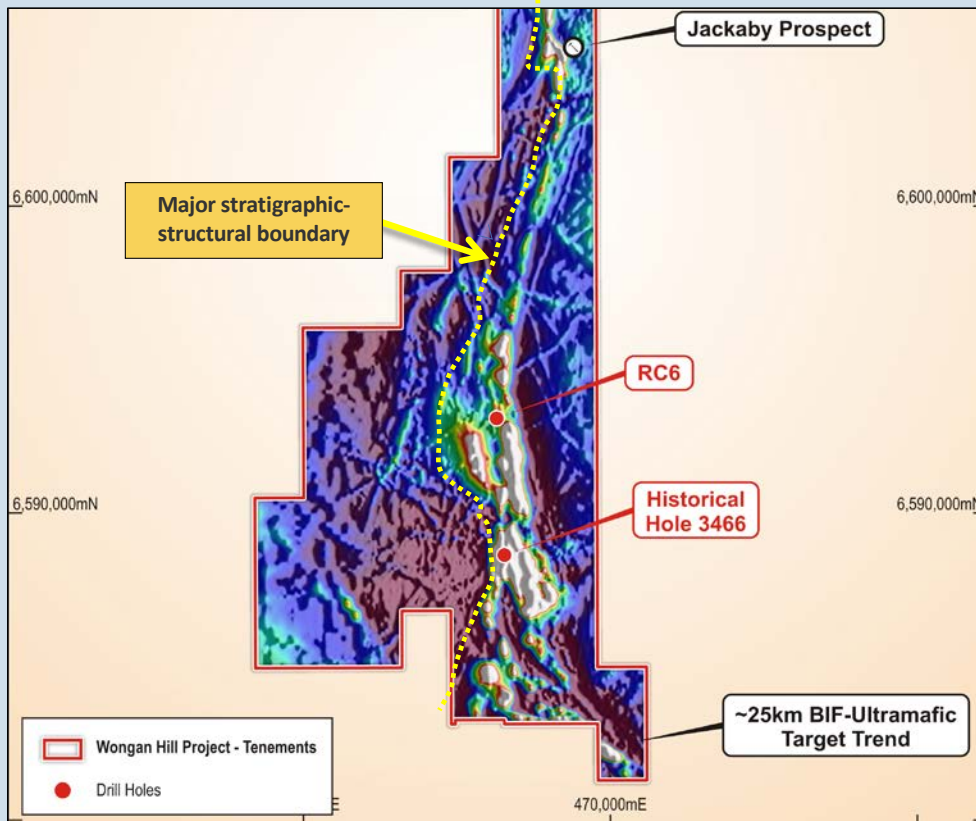 Jackaby Prospect
6,600,000mN
6,600,000mN
Major stratigraphic-
structural boundary
RC6
6,590,000mN
Historical
Hole 3466
6,590,000mN
~25km BIF-Ultramafic
Target Trend
Wongan Hill Project - Tenements
Drill Holes
E
470,000mE